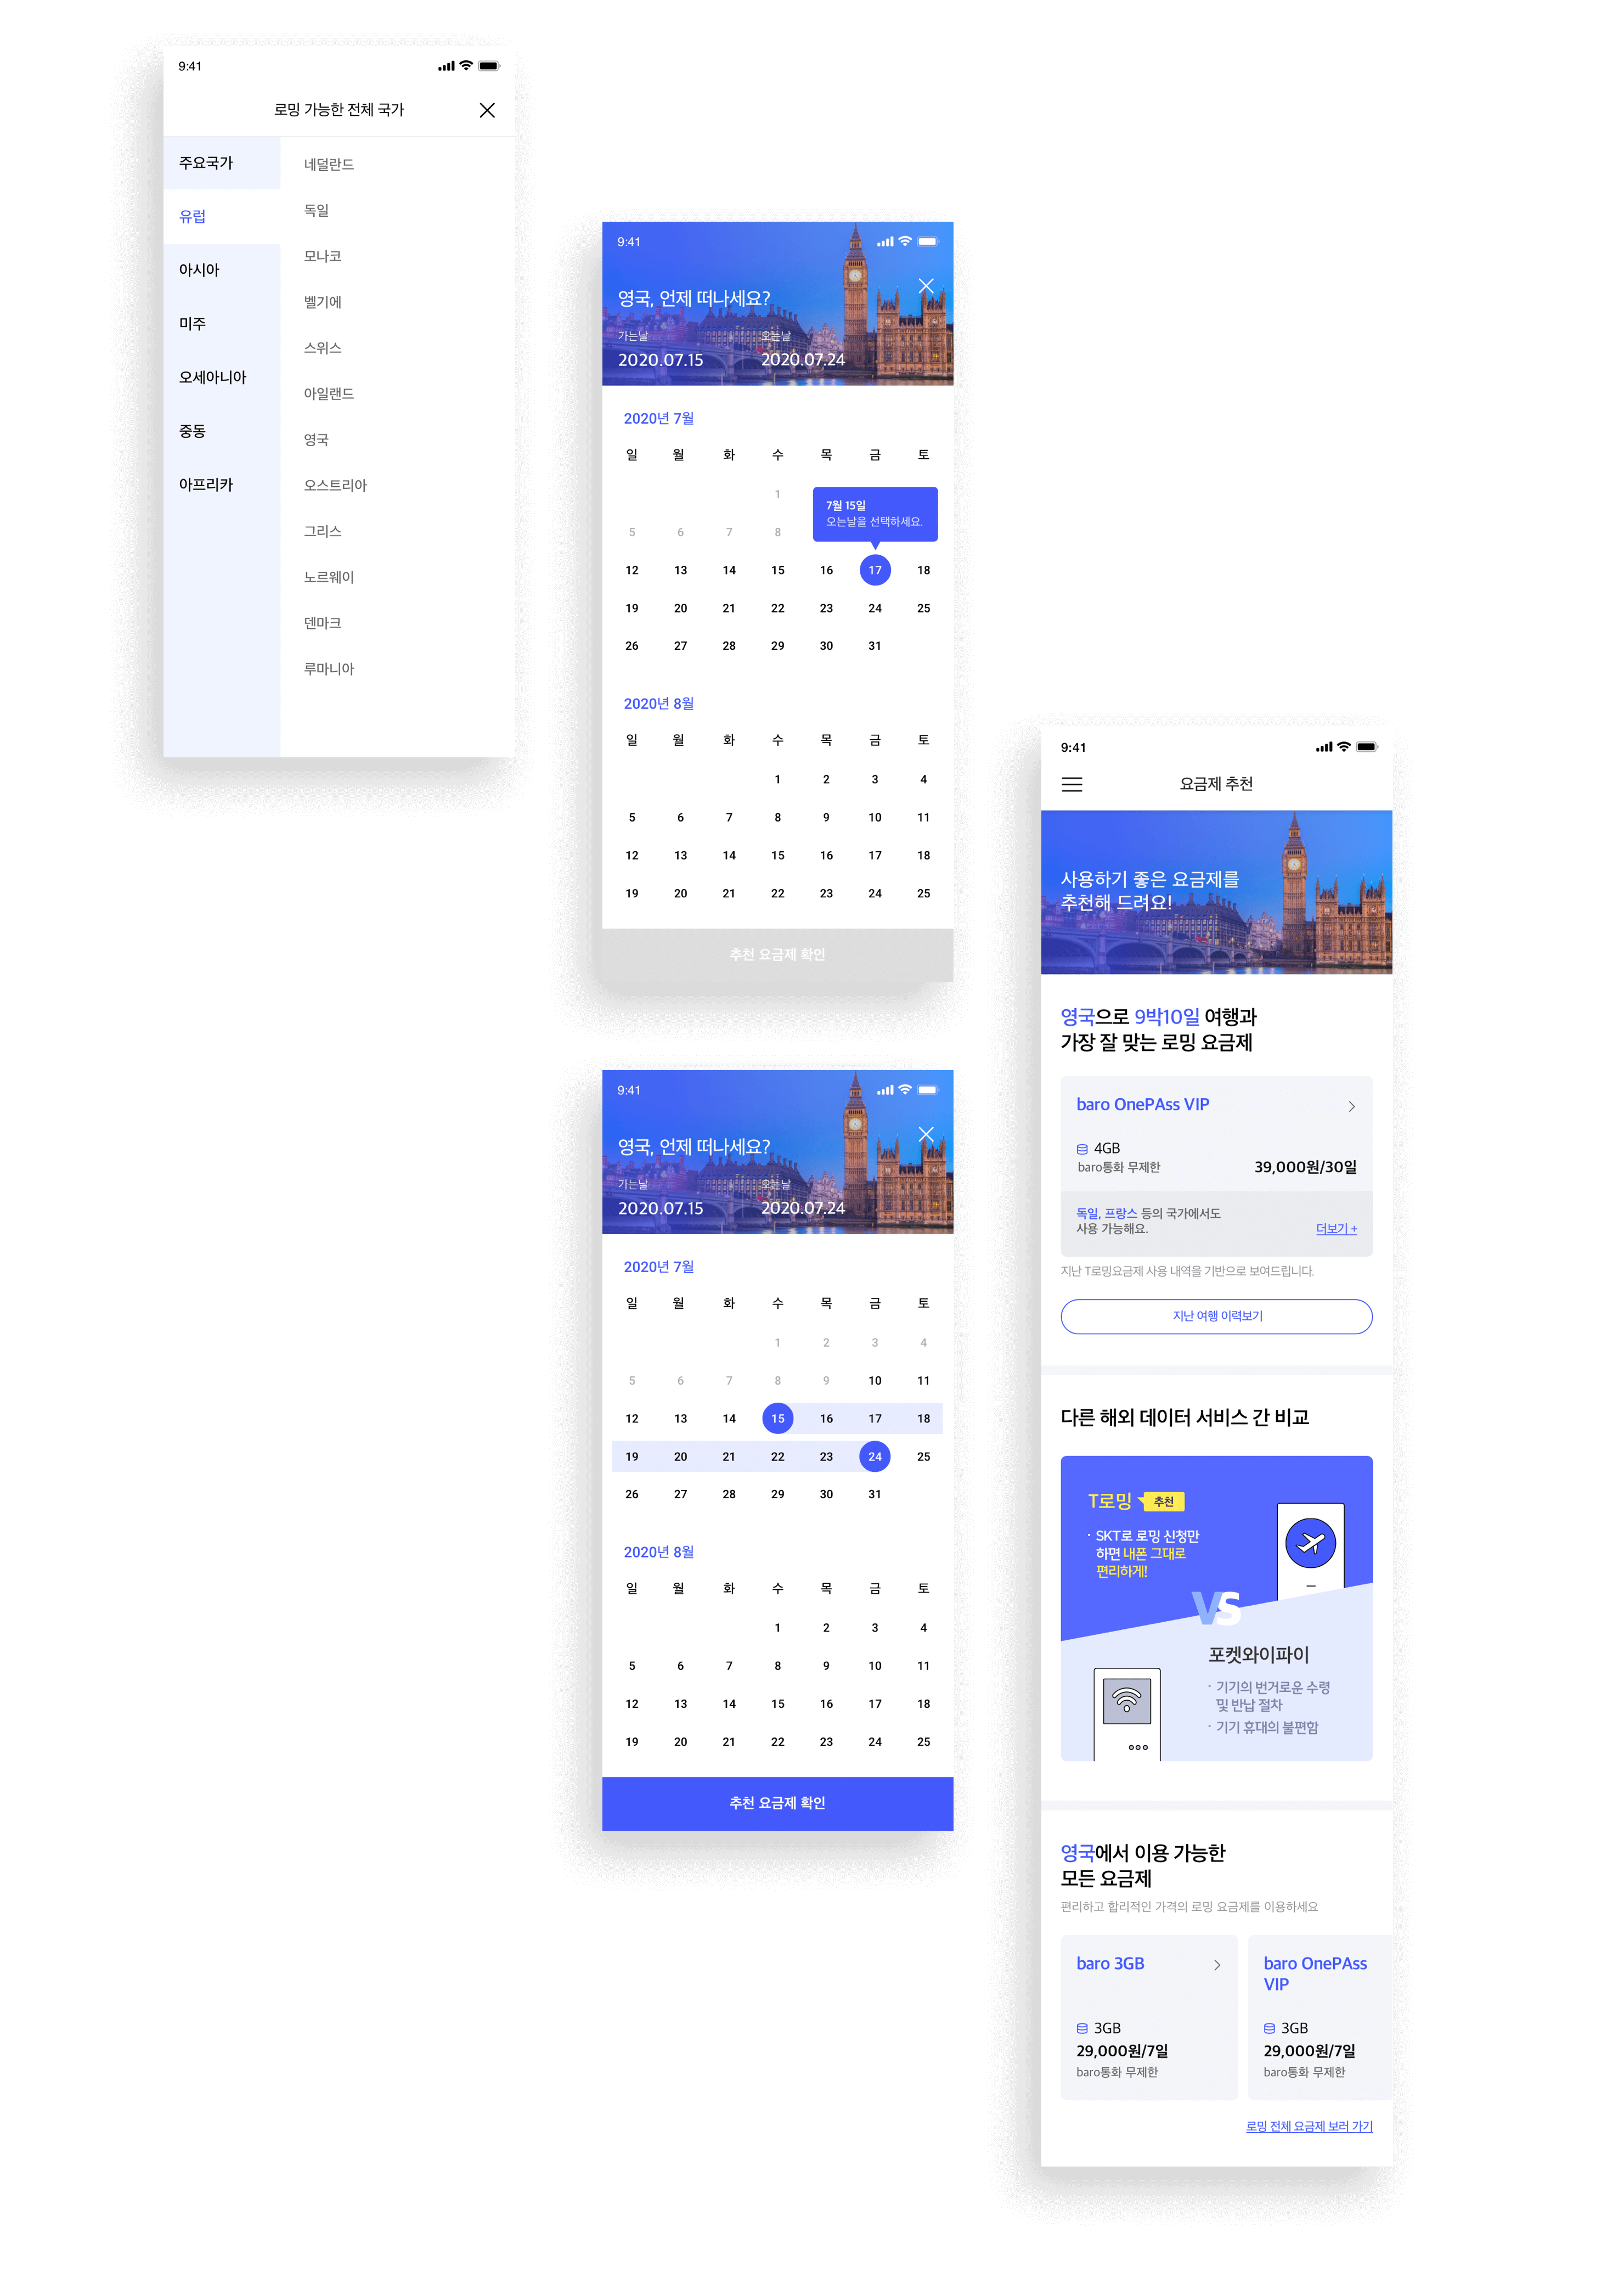 9:41
로밍 가능한 전체 국가
주요국가
유럽
아시아
미주
오세아니아
중동
아프리카
네덜란드
독일
모나코
벨기에
스위스
아일랜드
영국
오스트리아
그리스
노르웨이
덴마크
루마니아
9:41
영국, 언제 떠나세요?
가는날 오는날
2020.07.15 2020.07.24
2020년 7월
일 월 화 수 목 금 토
1
7월 15일
오는날을 선택하세요.
5 6 7 8
12 13 14 15 16 17 18
19 20 21 22 23 24 25
26 27 28 29 30 31
2020년 8월
일 월 화 수 목 금 토
1 2 3 4
5 6 7 8 9 10 11
12 13 14 15 16 17 18
19 20 21 22 23 24 25
추천 요금제 확인
9:41
영국, 언제 떠나세요?
가는날 오는날
2020.07.15 2020.07.24
2020년 7월
일 월 화 수 목 금 토
1 2 3 4
5 6 7 8 9 10 11
12 13 14 15 16 17 18
19 20 21 22 23 24 25
26 27 28 29 30 31
2020년 8월
일 월 화 수 목 금 토
1 2 3 4
5 6 7 8 9 10 11
12 13 14 15 16 17 18
19 20 21 22 23 24 25
추천 요금제 확인
9:41
요금제 추천
사용하기 좋은 요금제를
추천해 드려요!
영국으로 9박10일 여행과
가장 잘 맞는 로밍 요금제
baro OnePAss VIP
4GB
baro통화 무제한 39,000원/30일
독일, 프랑스 등의 국가에서도
사용 가능해요. 더보기 +
지난 T로밍요금제 사용 내역을 기반으로 보여드립니다.
지난 여행 이력보기
다른 해외 데이터 서비스 간 비교
T로밍 추천
· SKT로 로밍 신청만
하면 내폰 그대로
편리하게!
VS
포켓와이파이
· 기기의 번거로운 수령
및 반납 절차
· 기기 휴대의 불편함
영국에서 이용 가능한
모든 요금제
편리하고 합리적인 가격의 로밍 요금제를 이용하세요
baro 3GB
3GB
29,000원/7일
baro통화 무제한
baro OnePAss
VIP
3GB
29,000원/7일
baro통화 무제한
로밍 전체 요금제 보러 가기